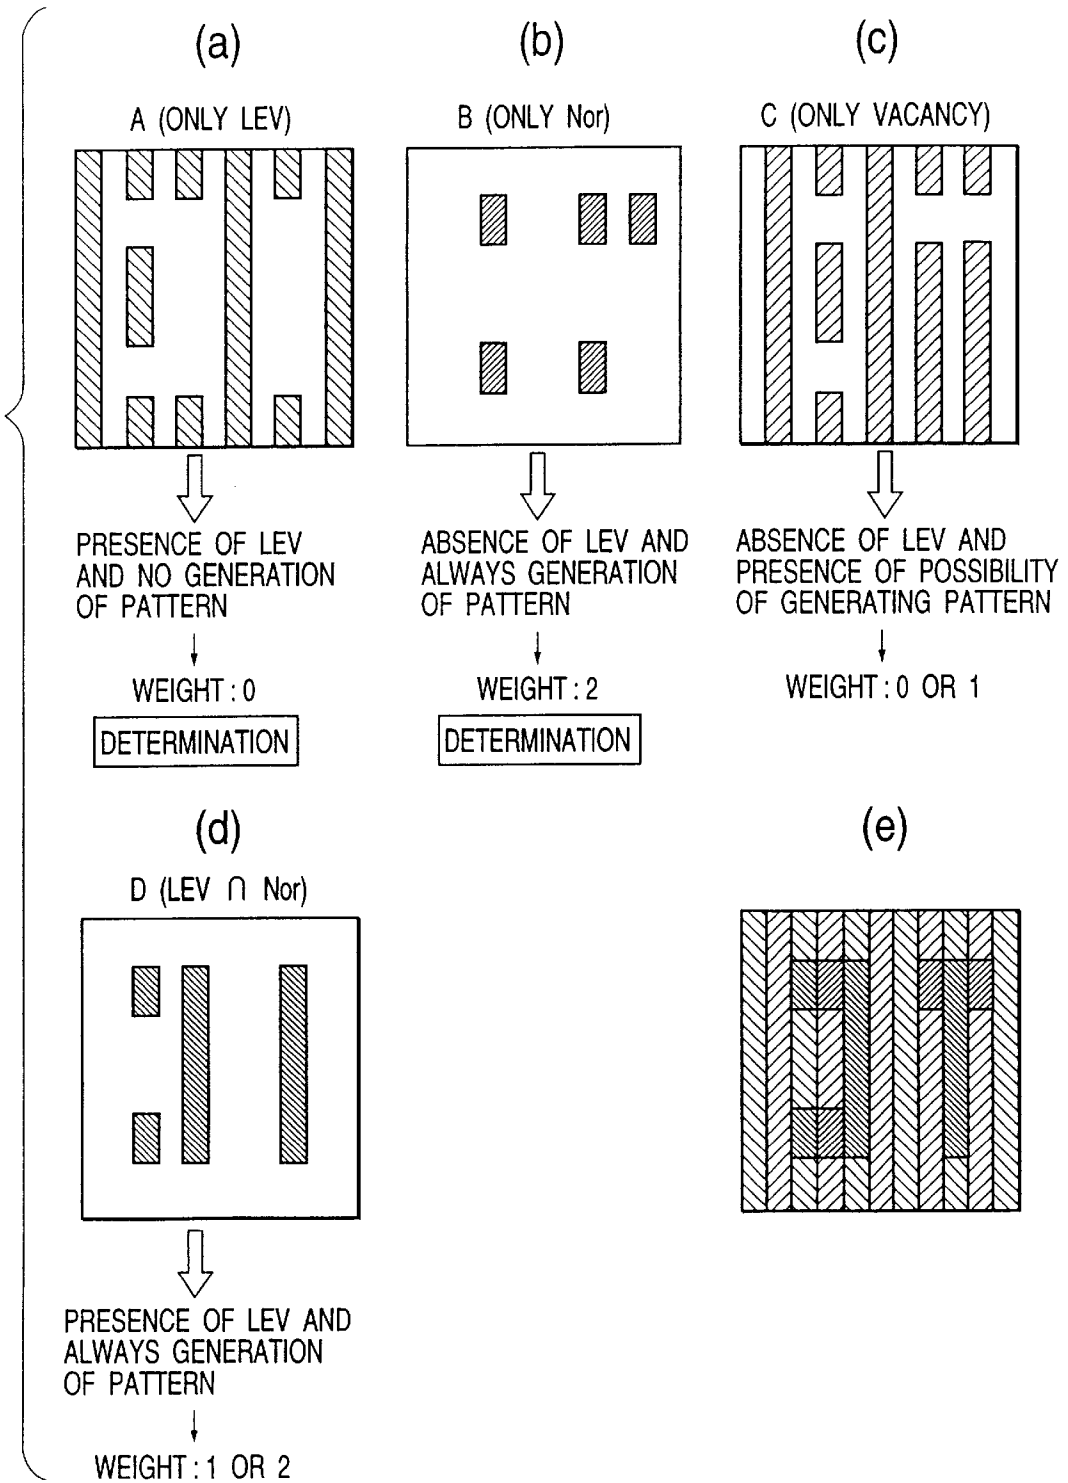 (a)
A (ONLY LEV)
PRESENCE OF LEV
AND NO GENERATION
OF PATTERN
WEIGHT : 0
DETERMINATION
(b)
B (ONLY Nor)
ABSENCE OF LEV AND
ALWAYS GENERATION
OF PATTERN
WEIGHT : 2
DETERMINATION
(c)
C (ONLY VACANCY)
ABSENCE OF LEV AND
PRESENCE OF POSSIBILITY
OF GENERATING PATTERN
WEIGHT : 0 OR 1
(d)
D (LEV ∩ Nor)
PRESENCE OF LEV AND
ALWAYS GENERATION
OF PATTERN
WEIGHT : 1 OR 2
(e)